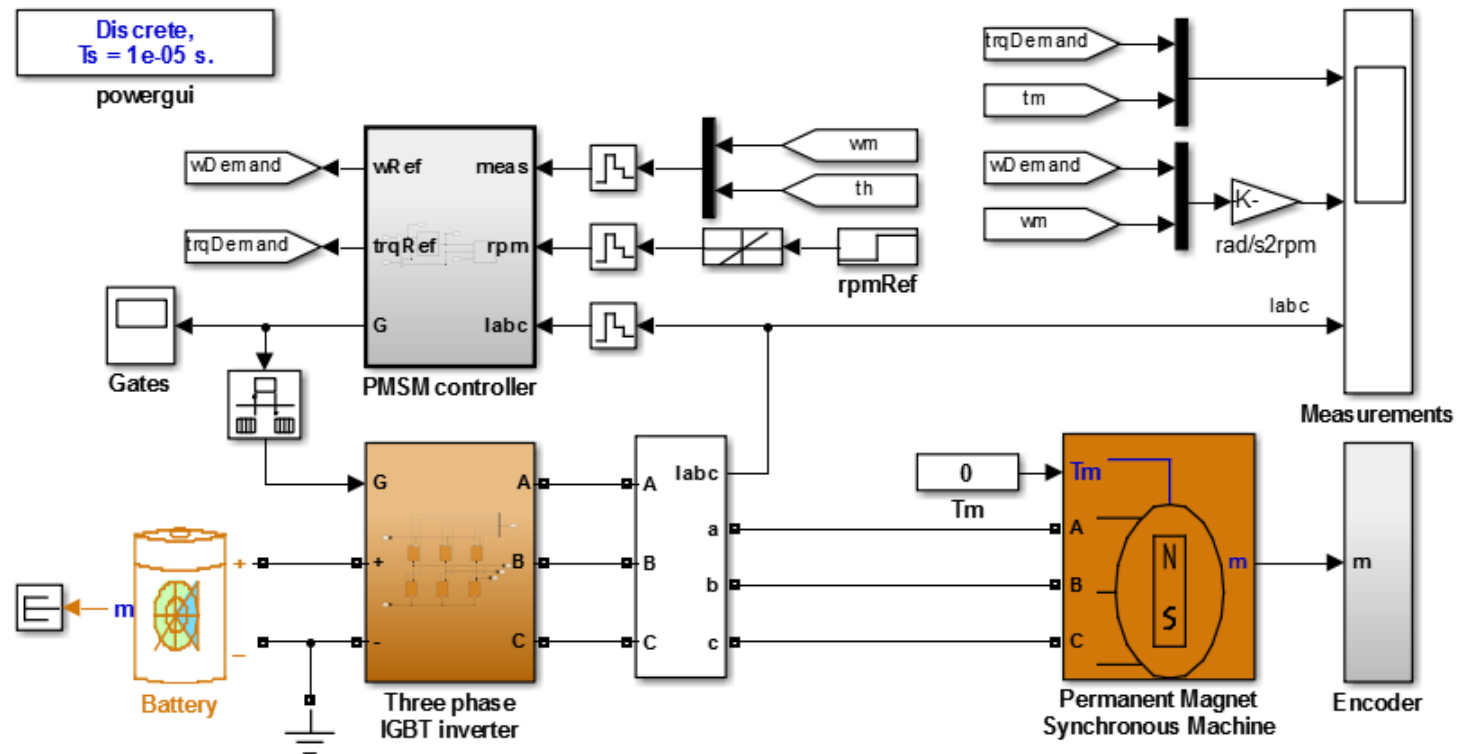 Discrete,
Ts = 1e-05 s.
powergui
trqDemand
tm
wDemand
wm
K-
rad/s2rpm
Iabc
Measurements
wDemand
trqDemand
wRef
meas
trqRef
rpm
G
Iabc
PMSM controller
wm
th
rpmRef
Gates
G
A
+
B
-
C
Three phase
IGBT inverter
A
Iabc
a
B
b
C
c
0
Tm
Tm
A
B
C
N
S
m
Permanent Magnet
Synchronous Machine
m
Encoder
m
+
−
Battery